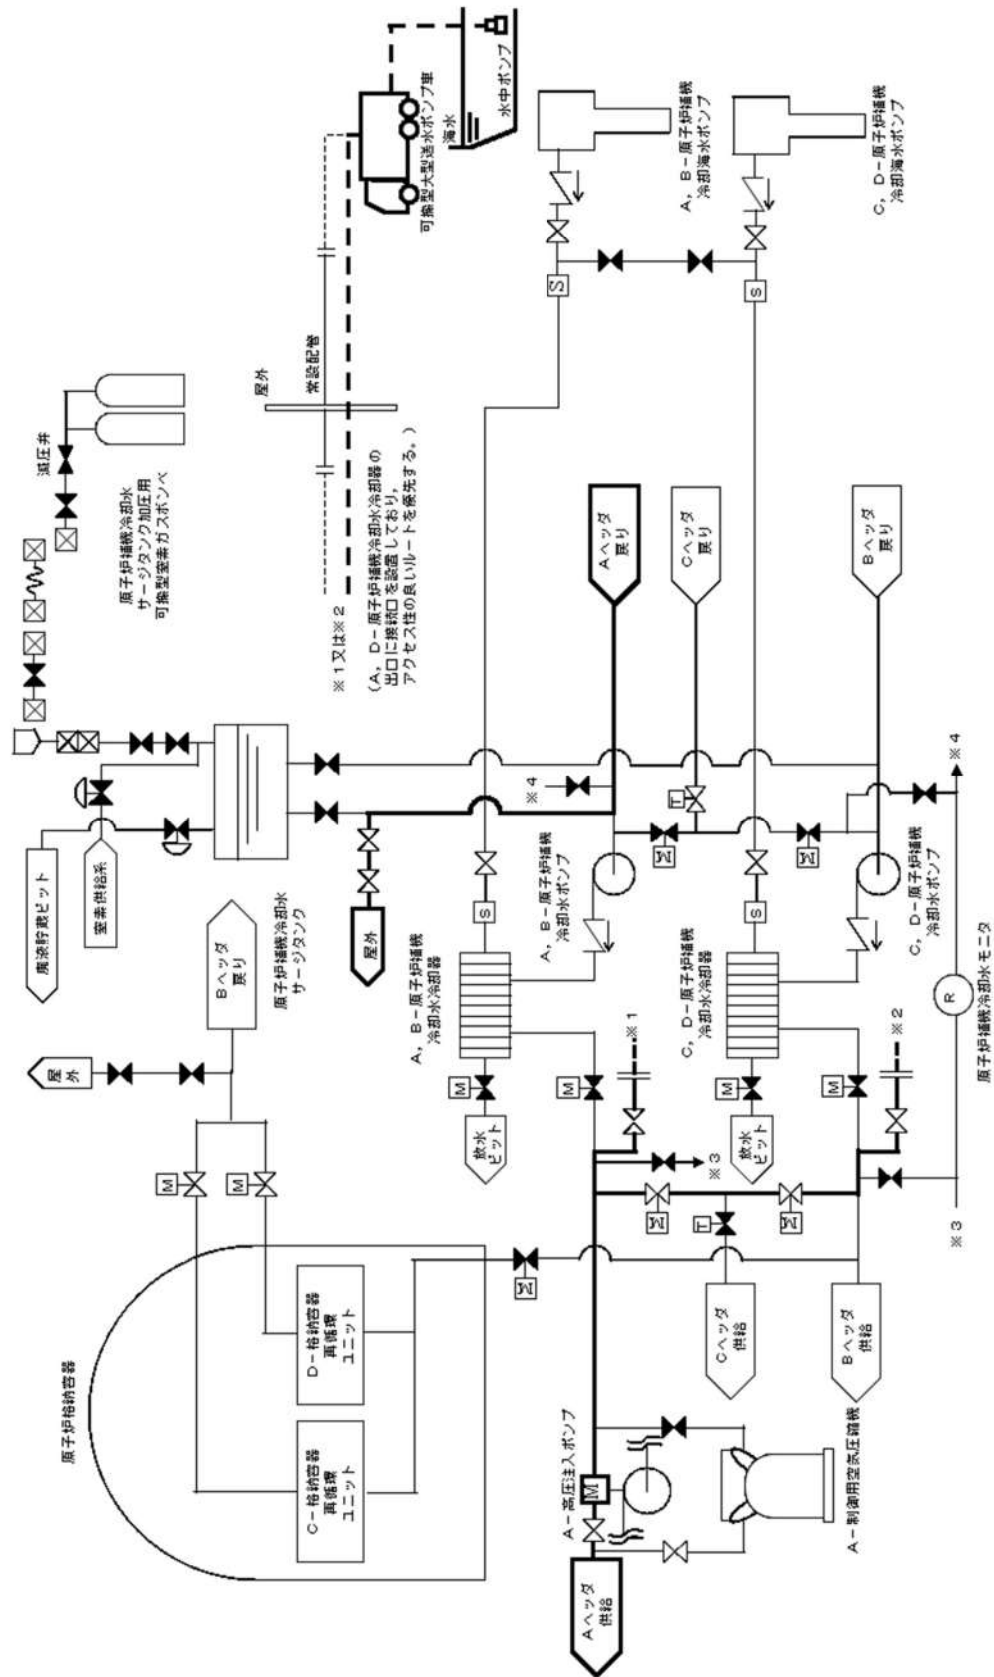 原子炉格納容器
C-格納容器
再循環
ユニット
D-格納容器
再循環
ユニット
M
M
屋外
Bヘッダ
戻り
廃液貯蔵ピット
窒素供給系
原子炉補機冷却水
サージタンク
原子炉補機冷却水
サージタンク加圧用
可搬型窒素ガスボンベ
減圧弁
屋外
常設配管
※1又は※2
(A,D-原子炉補機冷却水冷却器の
出口に接続口を設置しており,
アクセス性の良いルートを優先する。)
可搬型大型送水ポンプ車
海水
水中ポンプ
屋外
A,B-原子炉補機
冷却水冷却器
S
M
放水
ピット
M
※1
※3
A,B-原子炉補機
冷却水ポンプ
※4
Aヘッダ
戻り
Cヘッダ
戻り
Bヘッダ
戻り
T
M
M
S
A,B-原子炉補機
冷却海水ポンプ
S
C,D-原子炉補機
冷却海水ポンプ
C,D-原子炉補機
冷却水冷却器
S
M
放水
ピット
M
※2
C,D-原子炉補機
冷却水ポンプ
※4
R
原子炉補機冷却水モニタ
※3
M
M
T
M
Cヘッダ
供給
Bヘッダ
供給
A-高圧注入ポンプ
M
Aヘッダ
供給
A-制御用空気圧縮機